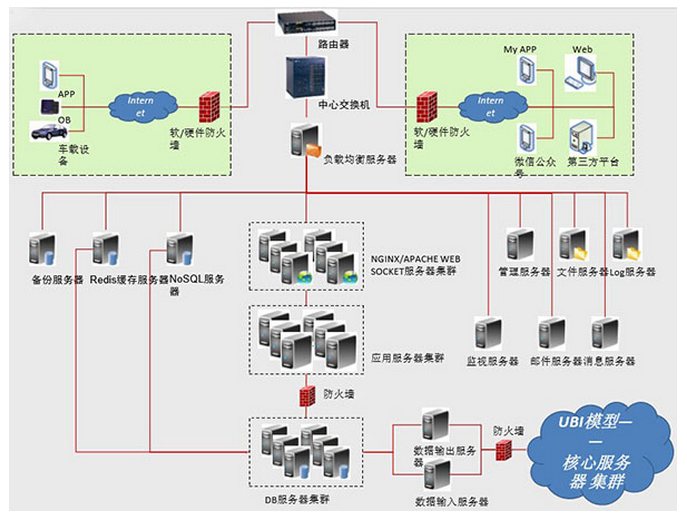 路由器
中心交换机
负载均衡服务器
APP
OB
车载设
备
Intern
et
软/硬件防火
墙
软/硬件防火
墙
Intern
et
My APP
Web
微信公众
号
第三方平台
备份服务器
Redis缓存服务器
NoSQL服务
器
NGINX/APACHE WEB
SOCKET服务器集群
管理服务器
文件服务器
Log服务器
应用服务器集群
监视服务器
邮件服务器
消息服务器
防火墙
DB服务器集群
数据输出服务
器
数据输入服务器
防火墙
UBI模型—
—
核心服务
器 集群